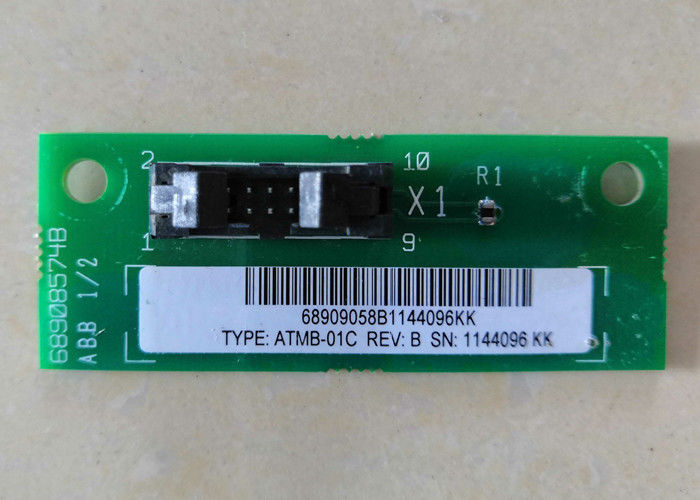 2
10
R1
X1
1
9
68908574B
ABB 1/2
68909058B1144096KK
TYPE: ATMB-01C REV: B SN: 1144096 KK